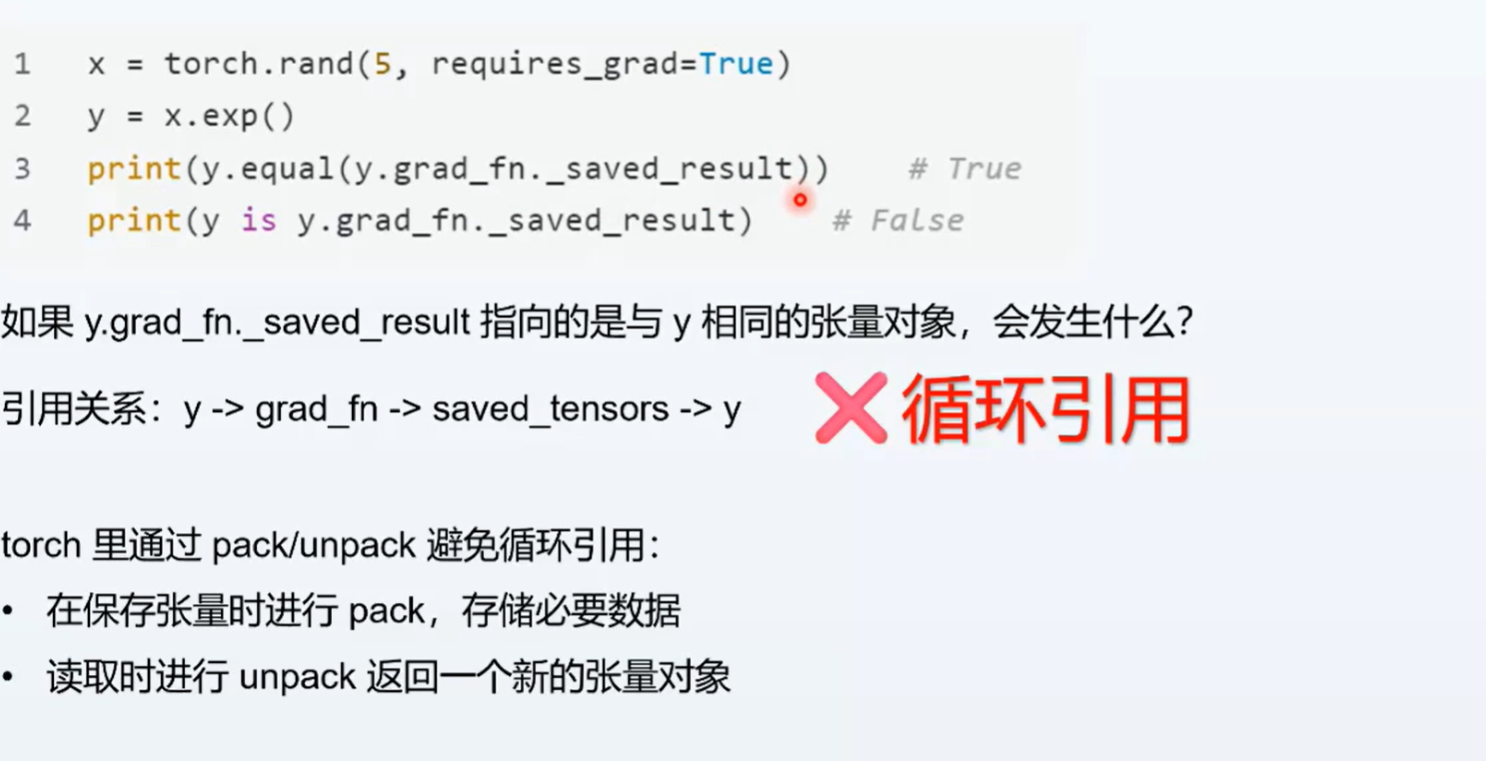 1 x = torch.rand(5, requires_grad=True)
2 y = x.exp()
3 print(y.equal(y.grad_fn._saved_result)) # True
4 print(y is y.grad_fn._saved_result) # False
如果 y.grad_fn._saved_result 指向的是与 y 相同的张量对象，会发生什么？
引用关系：y -> grad_fn -> saved_tensors -> y ❌循环引用
torch 里通过 pack/unpack 避免循环引用：
• 在保存张量时进行 pack，存储必要数据
• 读取时进行 unpack 返回一个新的张量对象